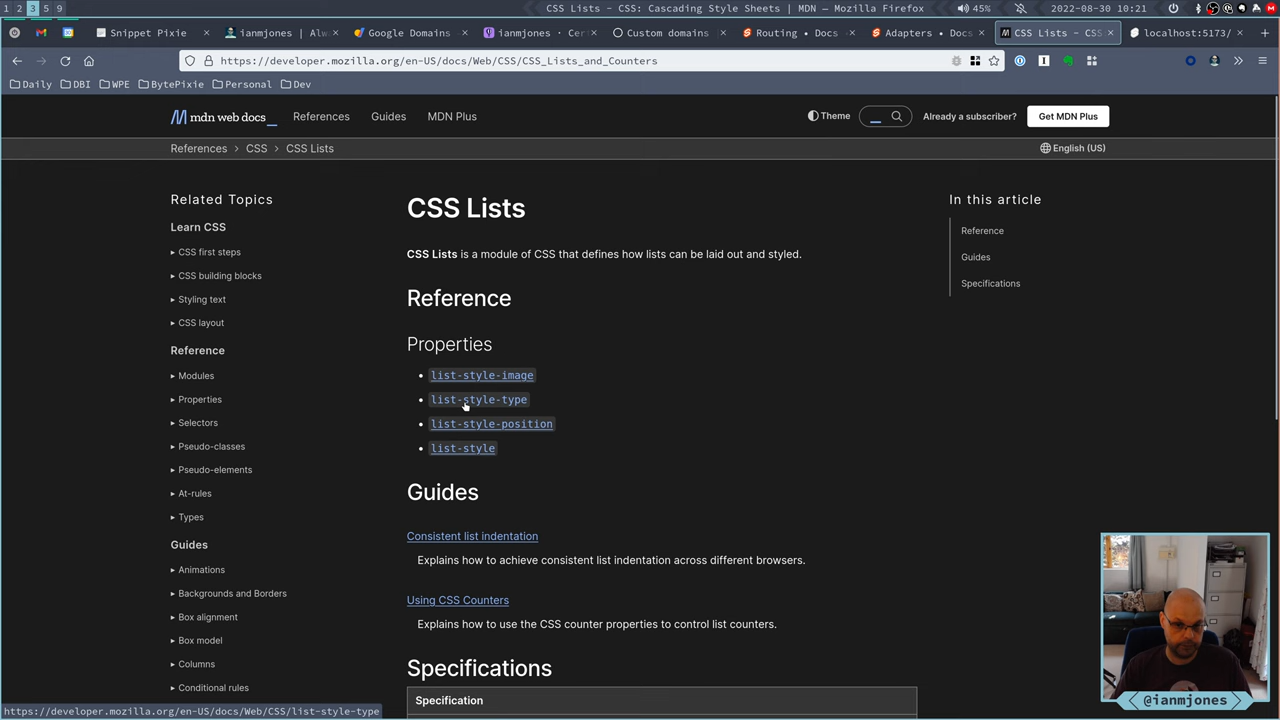 1 2 3 5 9
CSS Lists - CSS: Cascading Style Sheets | MDN — Mozilla Firefox
45%
2022-08-30 10:21
Snippet Pixie
ianmjones | Alw
Google Domains
ianmjones · Cer
Custom domains
Routing • Docs
Adapters • Docs
CSS Lists - CSS
localhost:5173/
https://developer.mozilla.org/en-US/docs/Web/CSS/CSS_Lists_and_Counters
Daily
DBI
WPE
BytePixie
Personal
Dev
mdn web docs_
References
Guides
MDN Plus
Theme
Already a subscriber?
Get MDN Plus
References > CSS > CSS Lists
English (US)
Related Topics
Learn CSS
CSS first steps
CSS building blocks
Styling text
CSS layout
Reference
Modules
Properties
Selectors
Pseudo-classes
Pseudo-elements
At-rules
Types
Guides
Animations
Backgrounds and Borders
Box alignment
Box model
Columns
Conditional rules
CSS Lists
CSS Lists is a module of CSS that defines how lists can be laid out and styled.
Reference
Properties
• list-style-image
• list-style-type
• list-style-position
• list-style
Guides
Consistent list indentation
Explains how to achieve consistent list indentation across different browsers.
Using CSS Counters
Explains how to use the CSS counter properties to control list counters.
Specifications
Specification
In this article
Reference
Guides
Specifications
https://developer.mozilla.org/en-US/docs/Web/CSS/list-style-type
@ianmjones